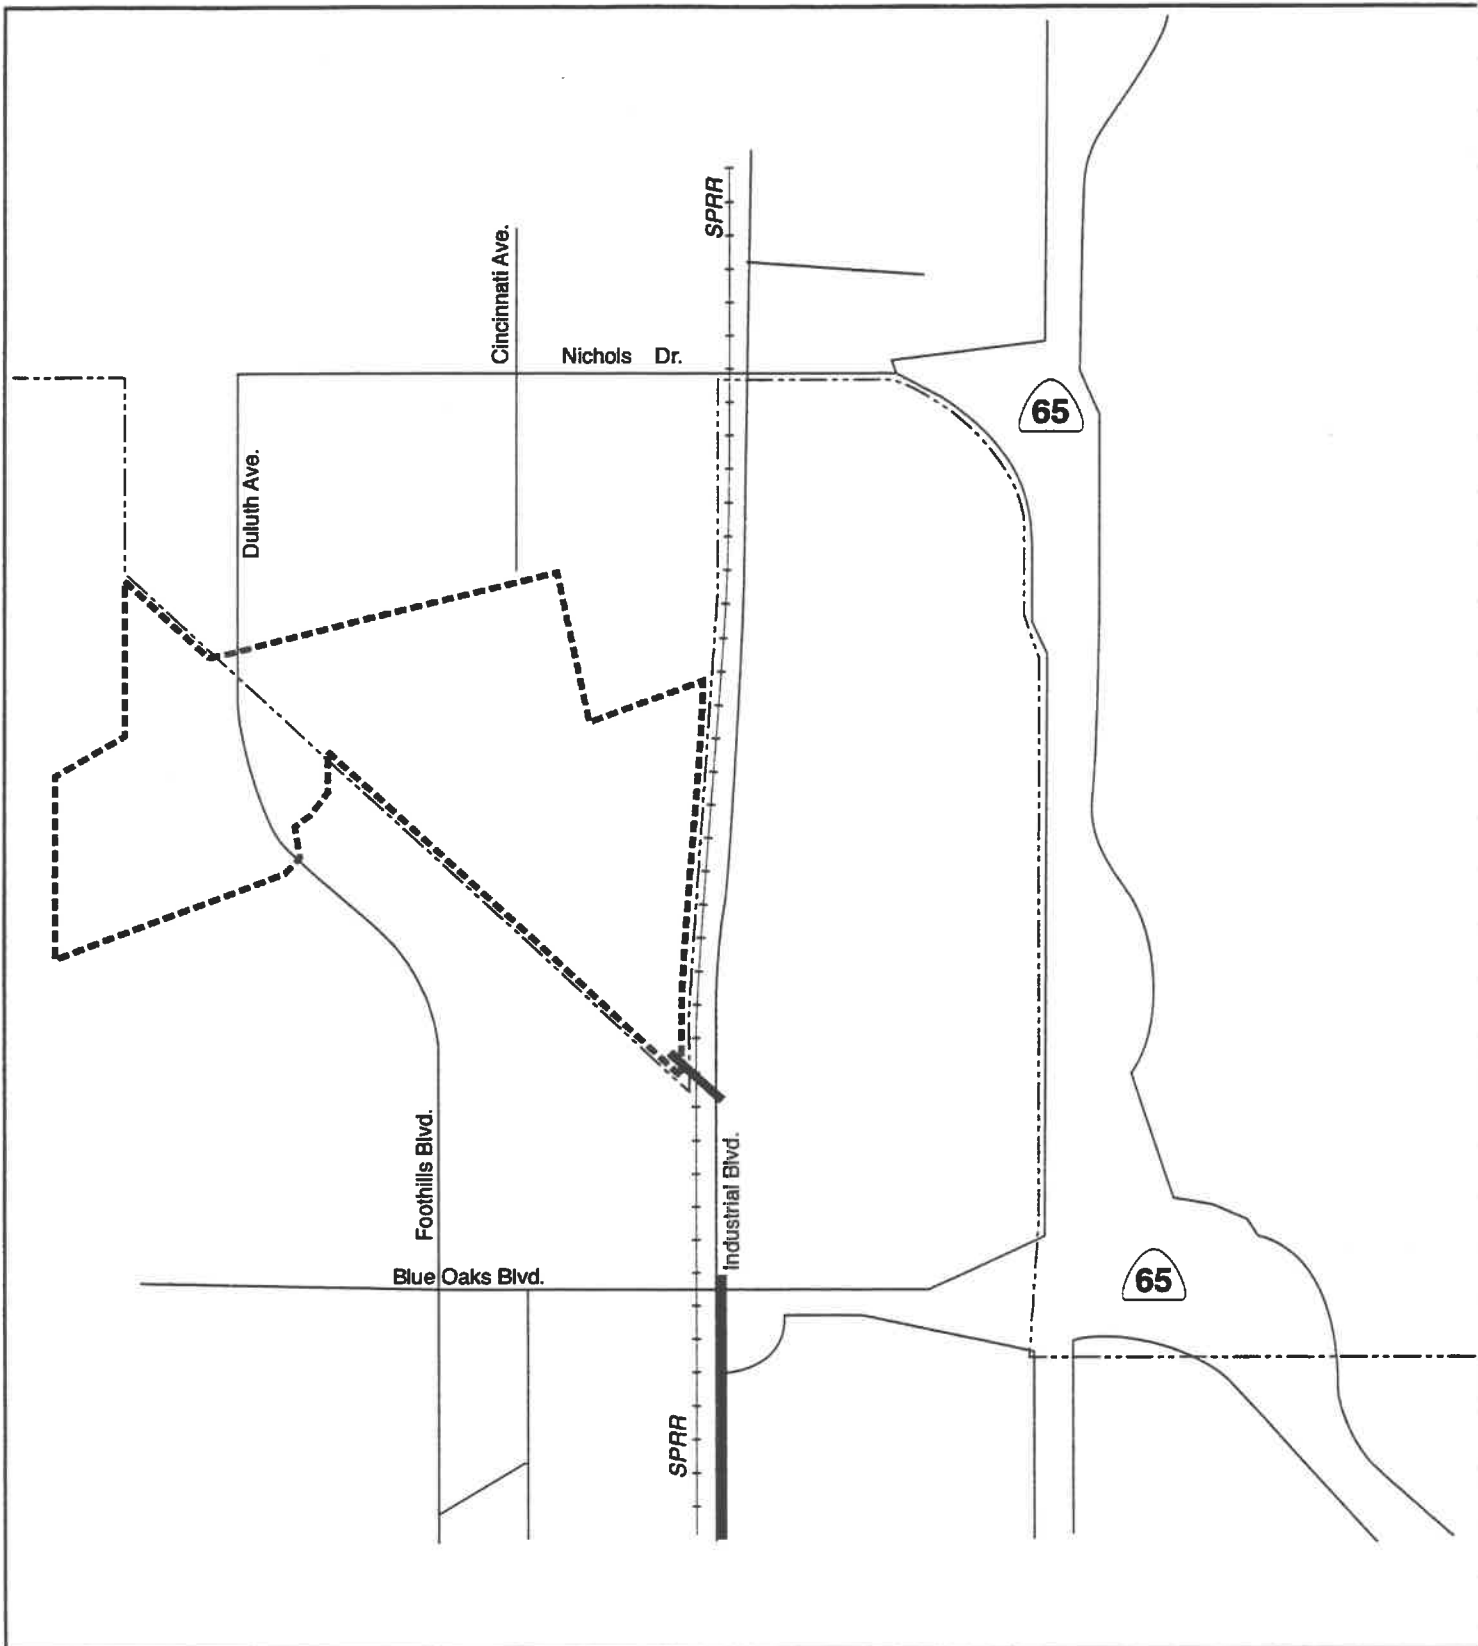 SPRR
Cincinnati Ave.
Nichols Dr.
65
Duluth Ave.
Foothills Blvd.
Industrial Blvd.
Blue Oaks Blvd.
65
SPRR